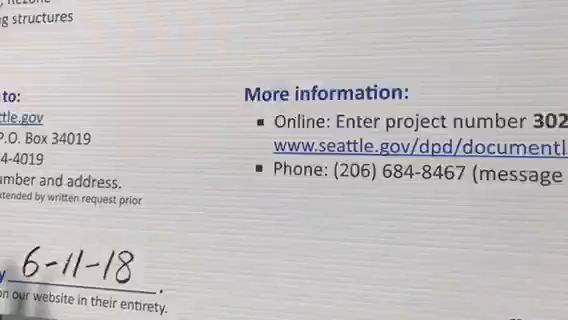 g structures
to:
ttle.gov
P.O. Box 34019
4-4019
umber and address.
xtended by written request prior
y 6-11-18.
on our website in their entirety.
More information:
▪ Online: Enter project number 302
www.seattle.gov/dpd/documentl
▪ Phone: (206) 684-8467 (message